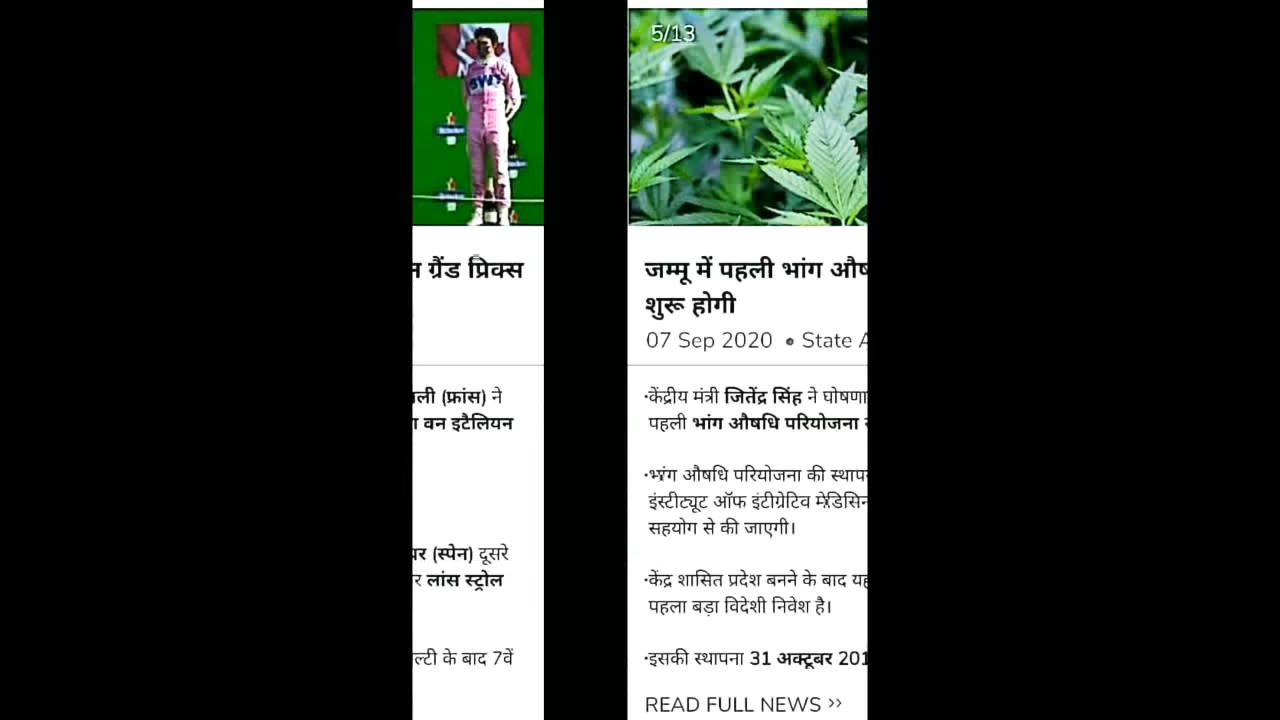 BWT
न ग्रैंड प्रिक्स
ली (फ्रांस) ने
वन इटैलियन
(स्पेन) दूसरे
र लांस स्ट्रोल
ल्टी के बाद 7वें
5/13
जम्मू में पहली भांग औष
शुरू होगी
07 Sep 2020 • State A
·केंद्रीय मंत्री जितेंद्र सिंह ने घोषणा
पहली भांग औषधि परियोजना
·भांग औषधि परियोजना की स्थाप
इंस्टीट्यूट ऑफ इंटीग्रेटिव मेडिसिन
सहयोग से की जाएगी।
·केंद्र शासित प्रदेश बनने के बाद यह
पहला बड़ा विदेशी निवेश है।
·इसकी स्थापना 31 अक्टूबर 201
READ FULL NEWS >>